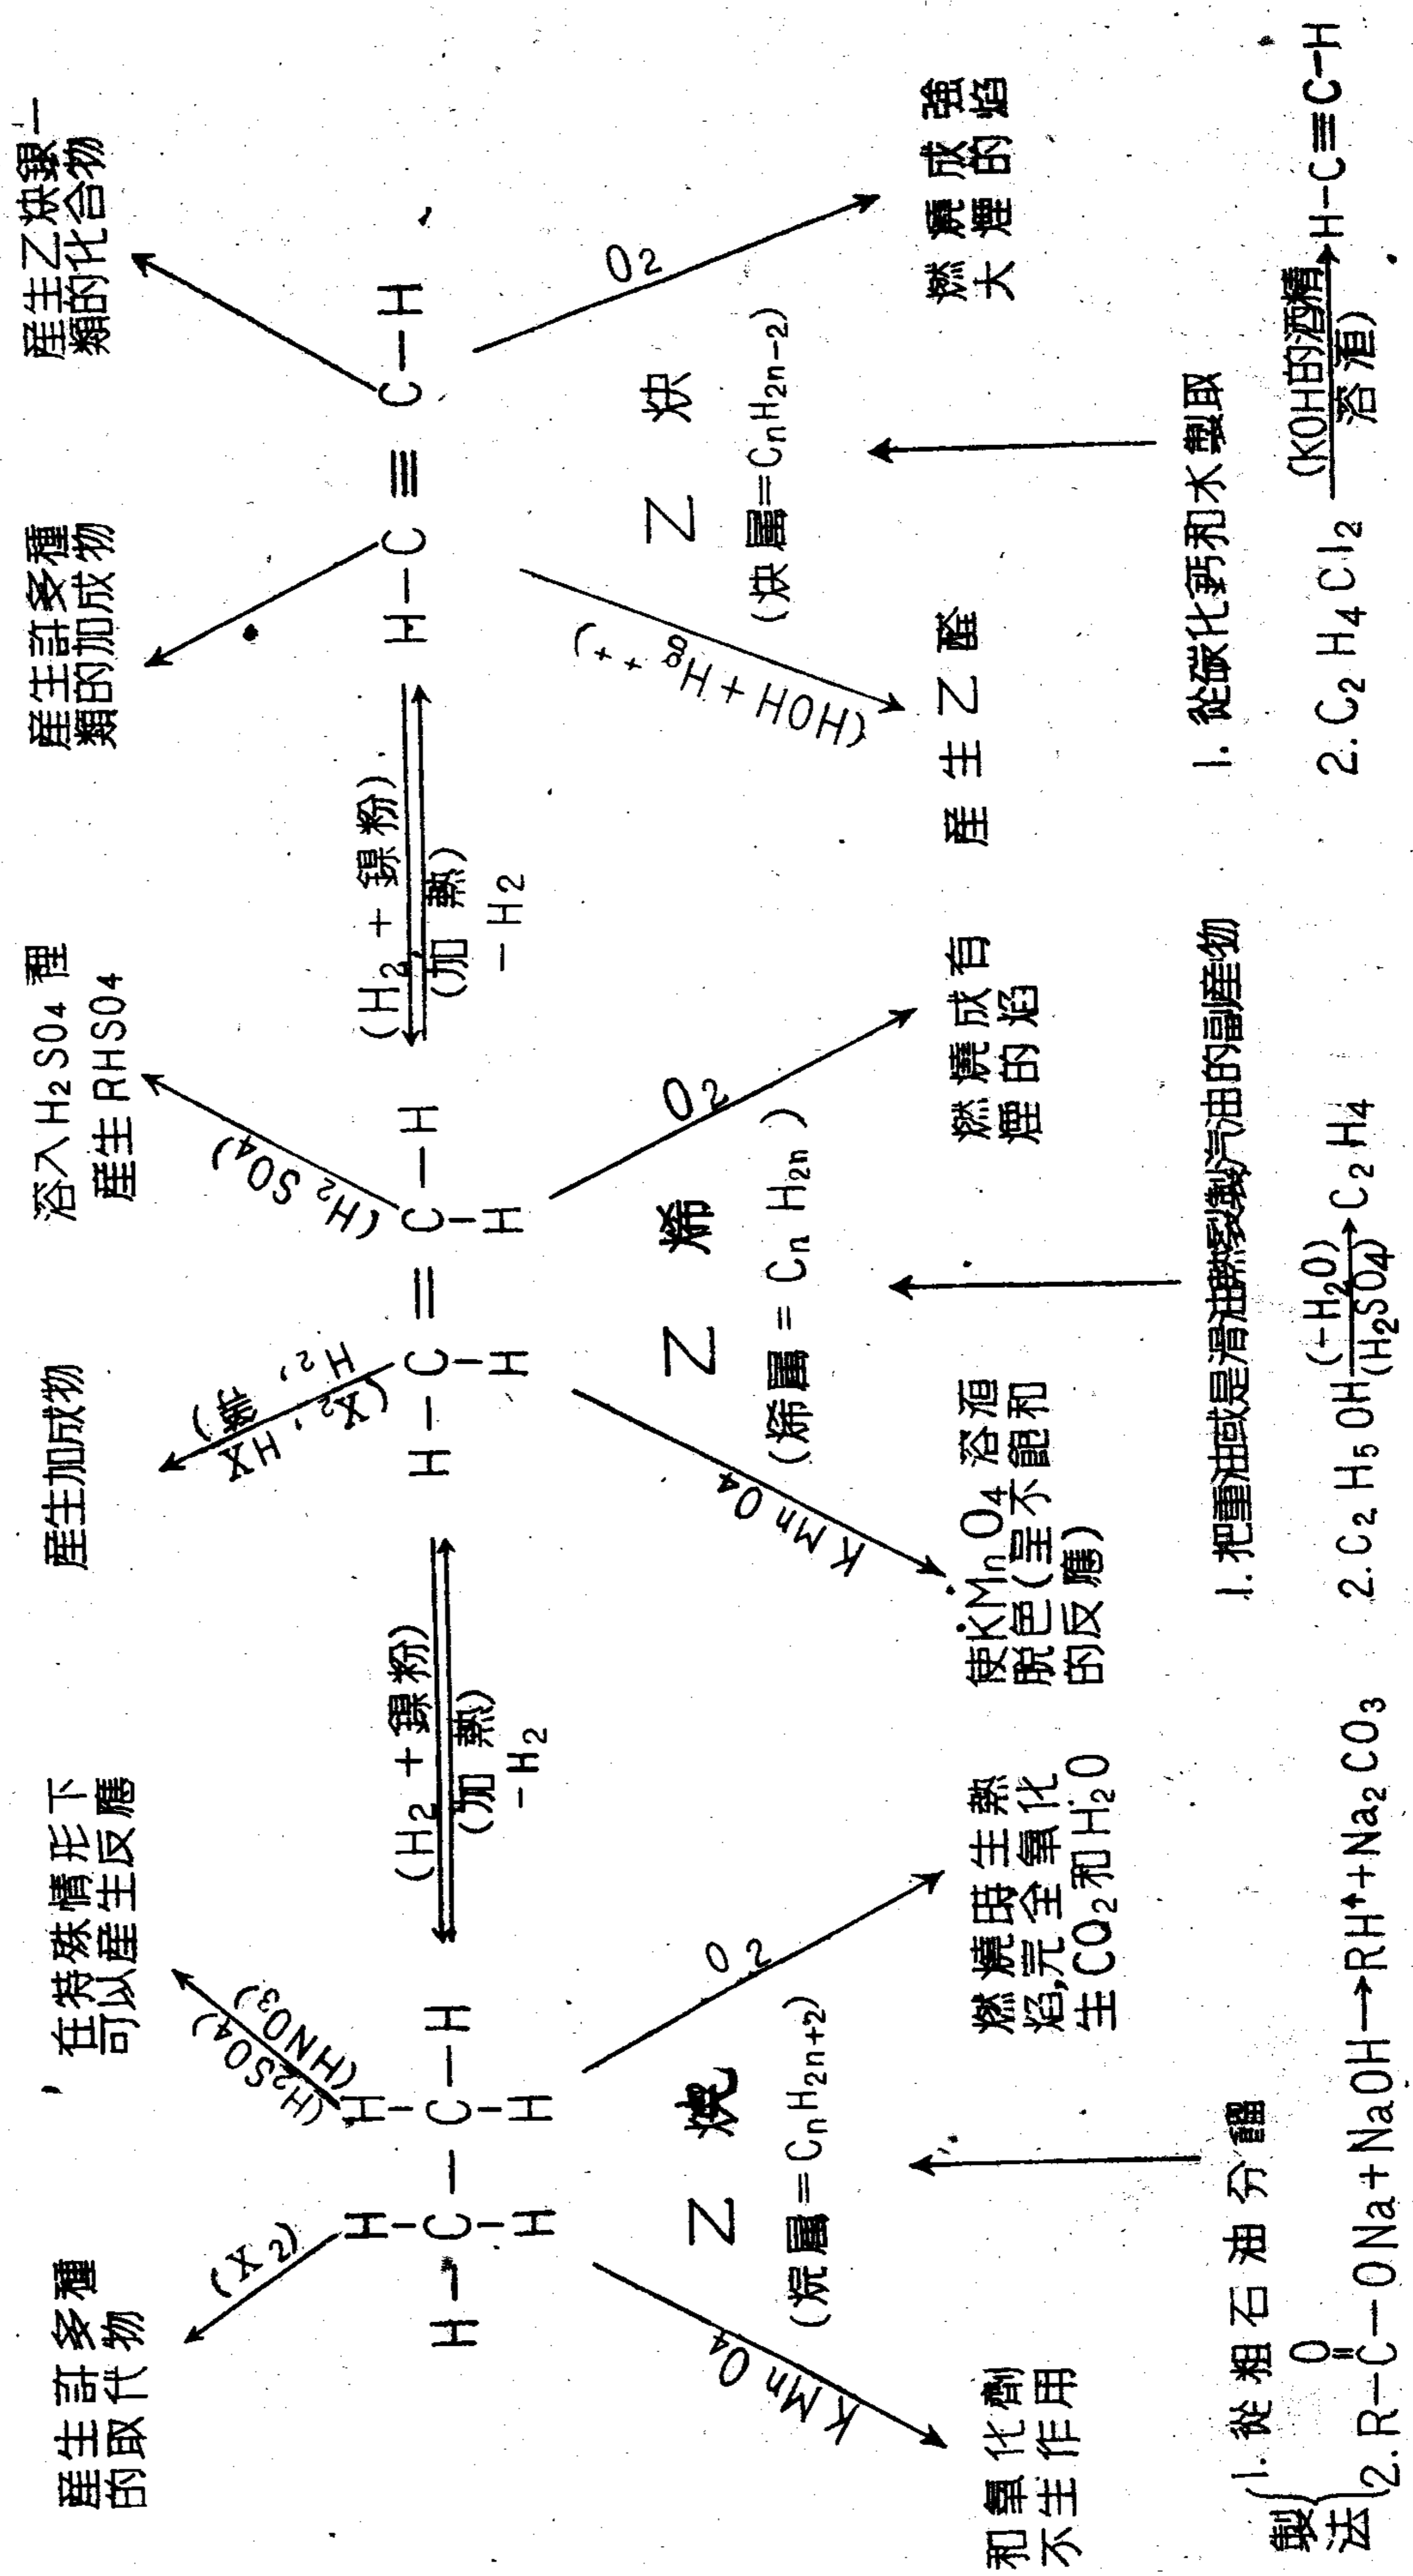 產生許多種
的取代物
在特殊情形下
可以產生反應
產生加成物
溶入H₂SO₄裡
產生RHSO₄
產生許多種
類的加成物
產生乙炔銀一
類的化合物
(X₂)
(H₂SO₄)
(HNO₃)
(X₂, H₂,
HX 等)
(H₂SO₄)
H H
H−C−C−H
H H
(H₂+鎳粉)
(加熱)
−H₂
H−C=C−H
H H
(H₂+鎳粉)
(加熱)
−H₂
H−C≡C−H
KMnO₄
O₂
KMnO₄
O₂
(HOH+Hg⁺⁺)
O₂
乙烷
(烷屬=CnH2n+2)
乙烯
(烯屬=CnH2n)
乙炔
(炔屬=CnH2n−2)
和氧化劑
不生作用
燃燒時生熱
焰,完全氧化
生CO₂和H₂O
使KMnO₄溶液
脫色(呈不飽和
的反應)
燃燒成有
煙的焰
產生乙醛
燃燒成強
大煙的焰
製法
1.從粗石油分餾
O
2.R−C−ONa+NaOH→RH↑+Na₂CO₃
1.把重油或是滑油熱裂製汽油的副產物
2.C₂H₅OH (−H₂O)→(H₂SO₄) C₂H₄
1.從碳化鈣和水製取
2.C₂H₄Cl₂ (KOH的酒精溶液)→H−C≡C−H